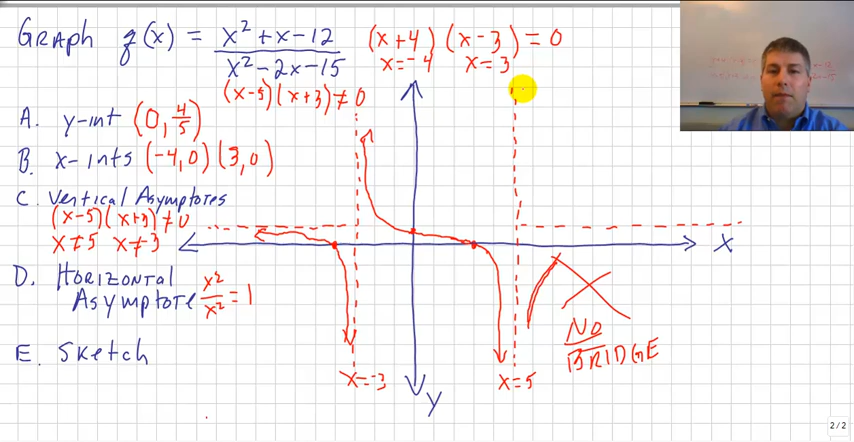 GRAPH f(x) = x² + x - 12 / x² - 2x - 15 (x+4) (x-3) = 0
x = -4 x = 3
(x-5)(x+3) ≠ 0
A. y-int (0, 4/5)
B. x-ints (-4, 0) (3, 0)
C. Vertical Asymptotes
(x-5)(x+3) ≠ 0
x ≠ 5 x ≠ -3
X
D. HORIZONTAL
ASymptote x²/x² = 1
NO
BRIDGE
E. Sketch
x = -3
x = 5
y
2 / 2